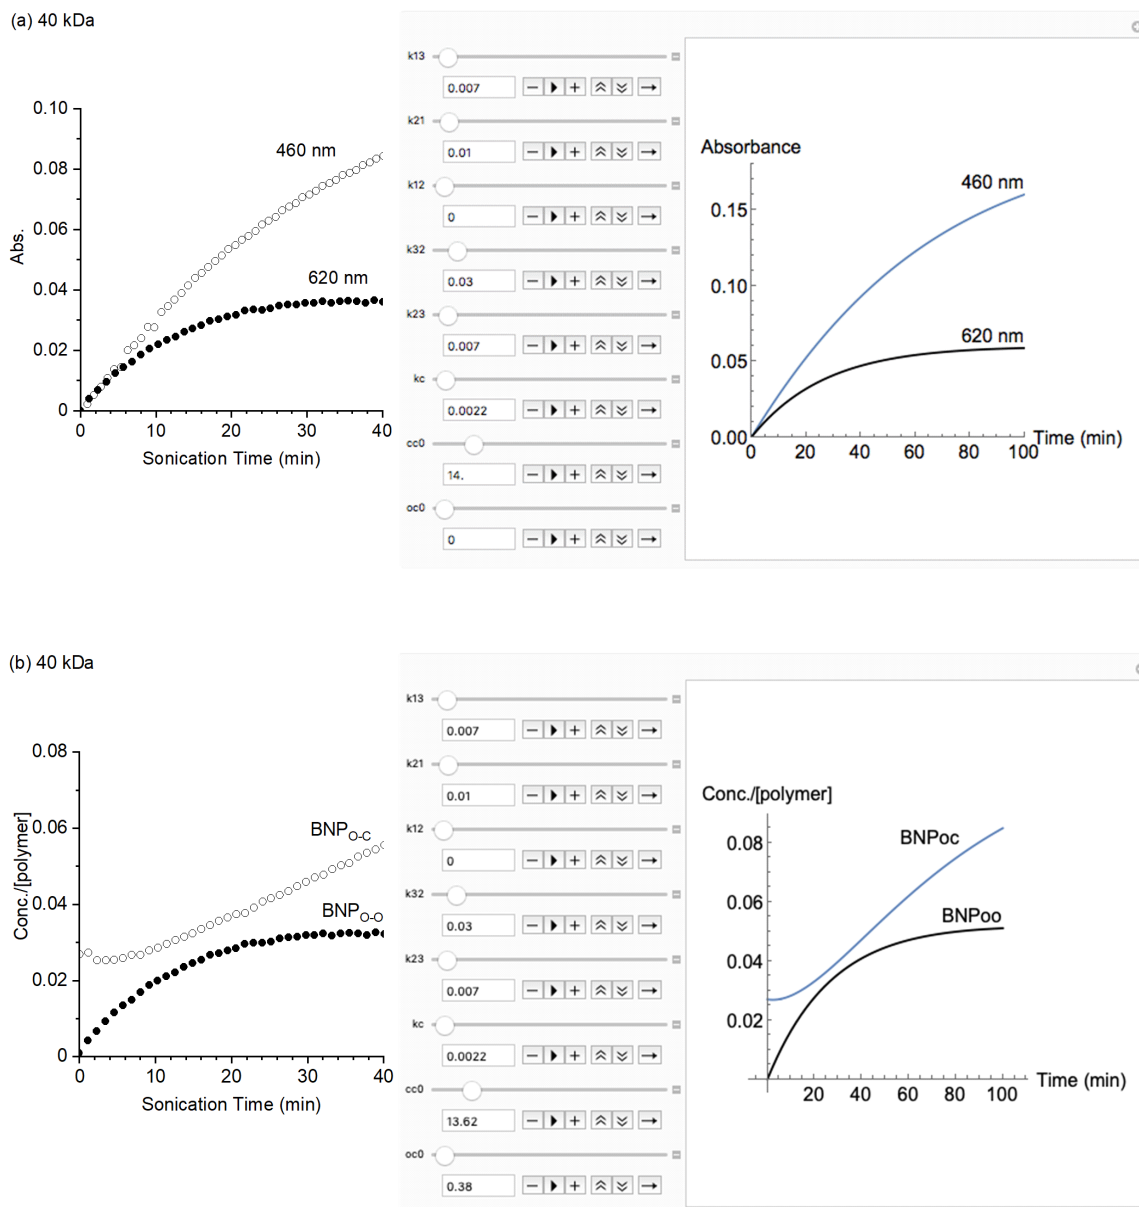 (a) 40 kDa
0.10
0.08
0.06
0.04
0.02
0
Abs.
460 nm
620 nm
0 10 20 30 40
Sonication Time (min)
k13
0.007
k21
0.01
k12
0
k32
0.03
k23
0.007
kc
0.0022
cc0
14.
oc0
0
Absorbance
0.15
0.10
0.05
0.00
460 nm
620 nm
0 20 40 60 80 100
Time (min)
(b) 40 kDa
0.08
0.06
0.04
0.02
0
Conc./[polymer]
BNPO-C
BNPO-O
0 10 20 30 40
Sonication Time (min)
k13
0.007
k21
0.01
k12
0
k32
0.03
k23
0.007
kc
0.0022
cc0
13.62
oc0
0.38
Conc./[polymer]
0.08
0.06
0.04
0.02
BNPoc
BNPoo
20 40 60 80 100
Time (min)